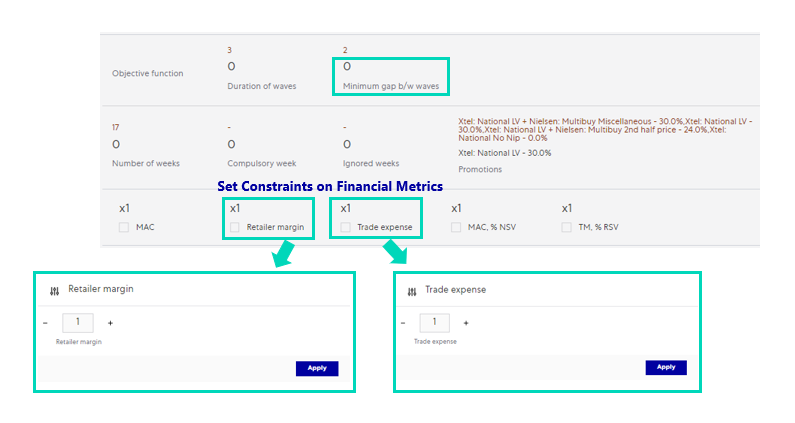 3
2
Objective function
0
0
Duration of waves
Minimum gap b/w waves
17
-
-
Xtel: National LV + Nielsen: Multibuy Miscellaneous - 30.0%,Xtel: National LV -
30.0%,Xtel: National LV + Nielsen: Multibuy 2nd half price - 24.0%,Xtel:
National No Nip - 0.0%
0
0
0
Xtel: National LV - 30.0%
Number of weeks
Compulsory week
Ignored weeks
Promotions
Set Constraints on Financial Metrics
x1
x1
x1
x1
x1
MAC
Retailer margin
Trade expense
MAC, % NSV
TM, % RSV
Retailer margin
- 1 +
Retailer margin
Apply
Trade expense
- 1 +
Trade expense
Apply